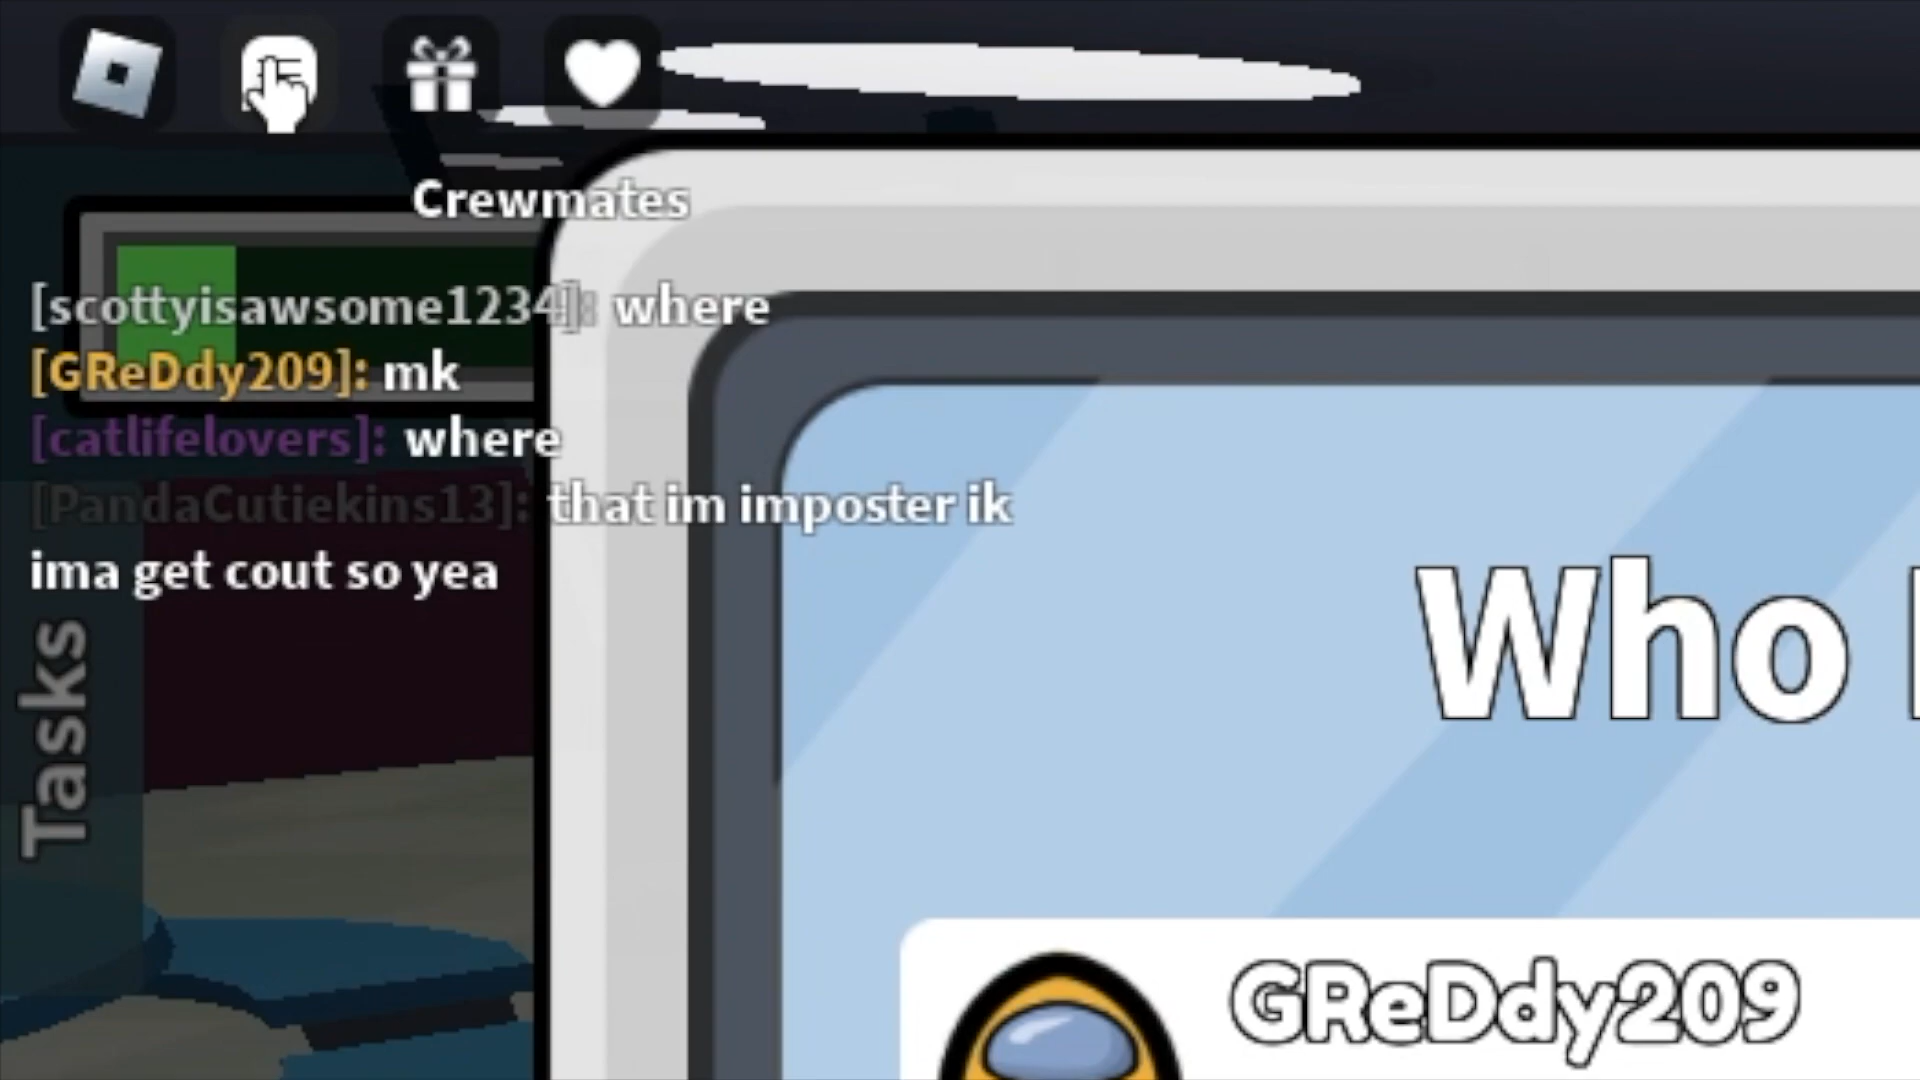 Crewmates
[scottyisawsome1234]: where
[GReDdy209]: mk
[catlifelovers]: where
[PandaCutiekins13]: that im imposter ik
ima get cout so yea
Tasks
Who
GReDdy209